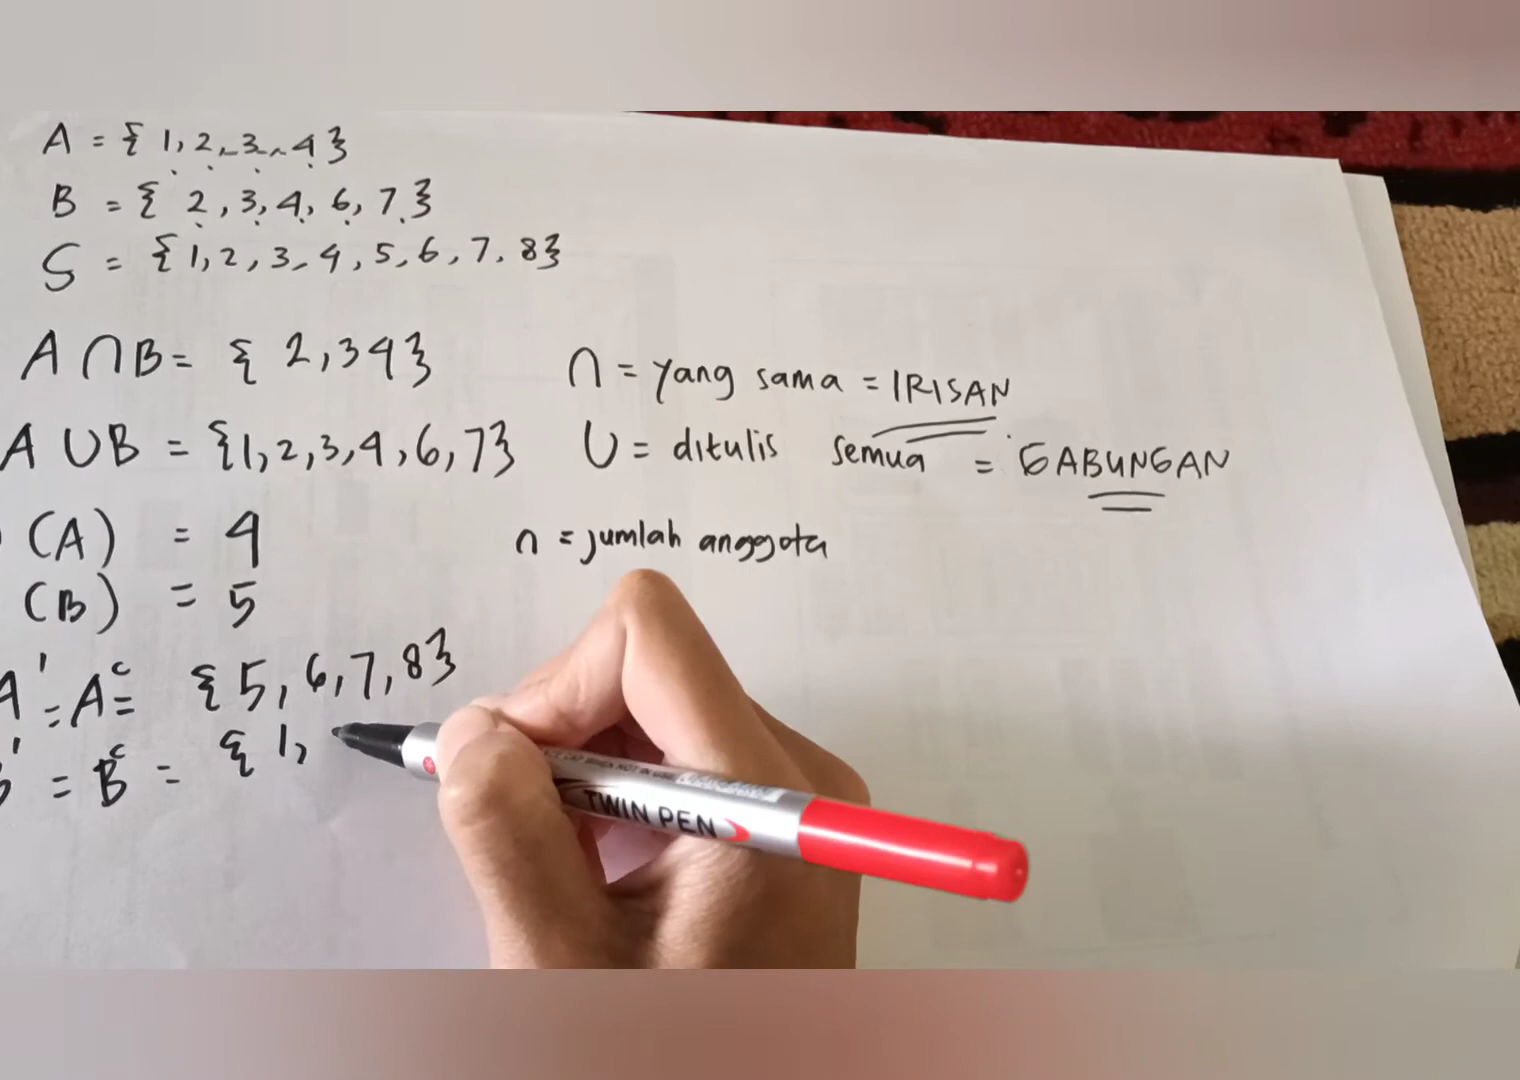 A = { 1, 2, 3, 4 }
B = { 2, 3, 4, 6, 7 }
S = { 1, 2, 3, 4, 5, 6, 7, 8 }
A ∩ B = { 2, 3 4 }
∩ = yang sama = IRISAN
A ∪ B = { 1, 2, 3, 4, 6, 7 }
U = ditulis semua = GABUNGAN
(A) = 4
n = jumlah anggota
(B) = 5
A' = Aᶜ = { 5, 6, 7, 8 }
' = Bᶜ = { 1,
TWIN PEN